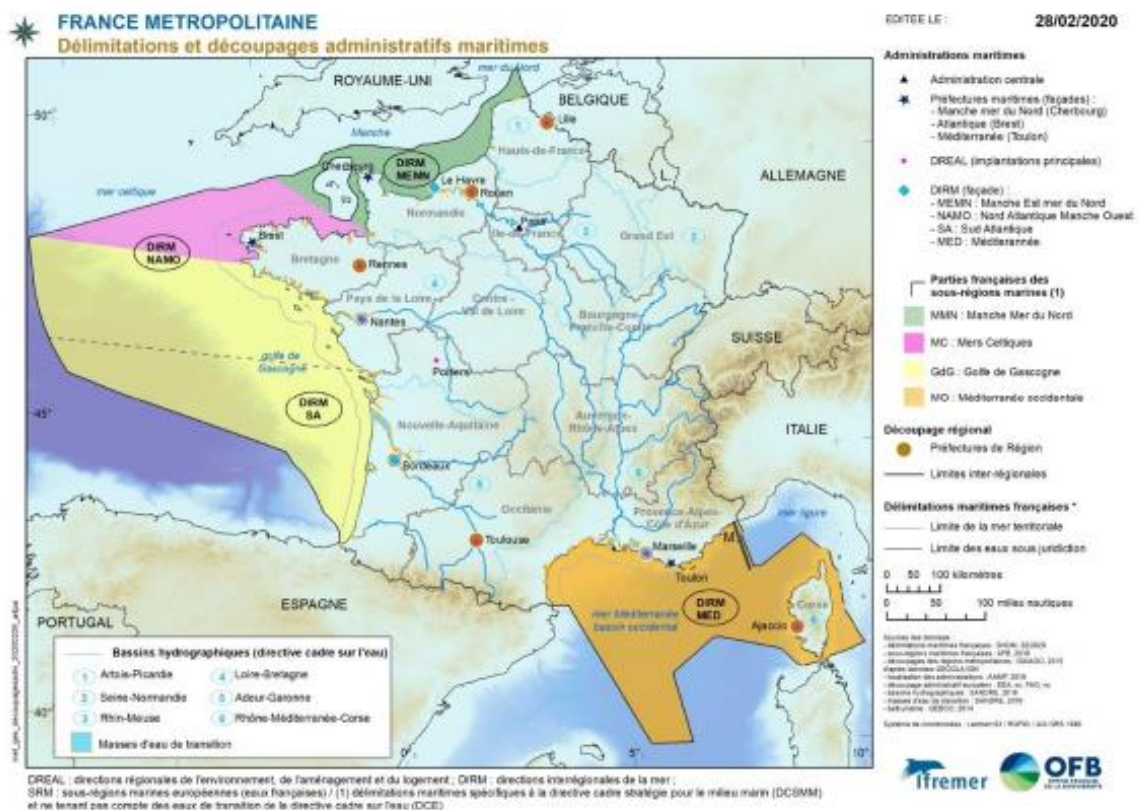 FRANCE METROPOLITAINE
Délimitations et découpages administratifs maritimes
EDITEE LE :
28/02/2020
ROYAUME-UNI
mer du Nord
BELGIQUE
50°
Lille
Manche
Hauts-de-France
Cherbourg
DIRM
MEMN
Le Havre
Rouen
ALLEMAGNE
mer celtique
Normandie
Paris
Île-de-France
Grand Est
Brest
DIRM
NAMO
Bretagne
Rennes
Pays de la Loire
Centre -
Val de Loire
Bourgogne-
Franche-Comté
Nantes
SUISSE
golfe de
Gascogne
Poitiers
DIRM
SA
45°
Nouvelle-Aquitaine
Auvergne-
Rhône-Alpes
ITALIE
Bordeaux
Occitanie
Provence-Alpes-
Côte d'Azur
mer ligure
Toulouse
Marseille
M.
Toulon
ESPAGNE
PORTUGAL
mer Méditerranée
bassin occidental
DIRM
MED
Corse
Ajaccio
40°
0°
5°
10°
Bassins hydrographiques (directive cadre sur l'eau)
1 Artois-Picardie
2 Seine-Normandie
3 Rhin-Meuse
4 Loire-Bretagne
5 Adour-Garonne
6 Rhône-Méditerranée-Corse
Masses d'eau de transition
Administrations maritimes
Administration centrale
Préfectures maritimes (façades) :
- Manche mer du Nord (Cherbourg)
- Atlantique (Brest)
- Méditerranée (Toulon)
DREAL (implantations principales)
DIRM (façade) :
- MEMN : Manche Est mer du Nord
- NAMO : Nord Atlantique Manche Ouest
- SA : Sud Atlantique
- MED : Méditerannée
Parties françaises des
sous-régions marines (1)
MMN : Manche Mer du Nord
MC : Mers Celtiques
GdG : Golfe de Gascogne
MO : Méditerranée occidentale
Découpage régional
Préfectures de Région
Limites inter-régionales
Délimitations maritimes françaises *
Limite de la mer territoriale
Limite des eaux sous juridiction
0 50 100 kilomètres
0 50 100 milles nautiques
Sources des données
DREAL : directions régionales de l'environnement, de l'aménagement et du logement ; DIRM : directions interrégionales de la mer ;
SRM : sous-régions marines européennes (eaux françaises) / (1) délimitations maritimes spécifiques à la directive cadre stratégie pour le milieu marin (DCSMM)
et ne tenant pas compte des eaux de transition de la directive cadre sur l'eau (DCE)
Ifremer
OFB